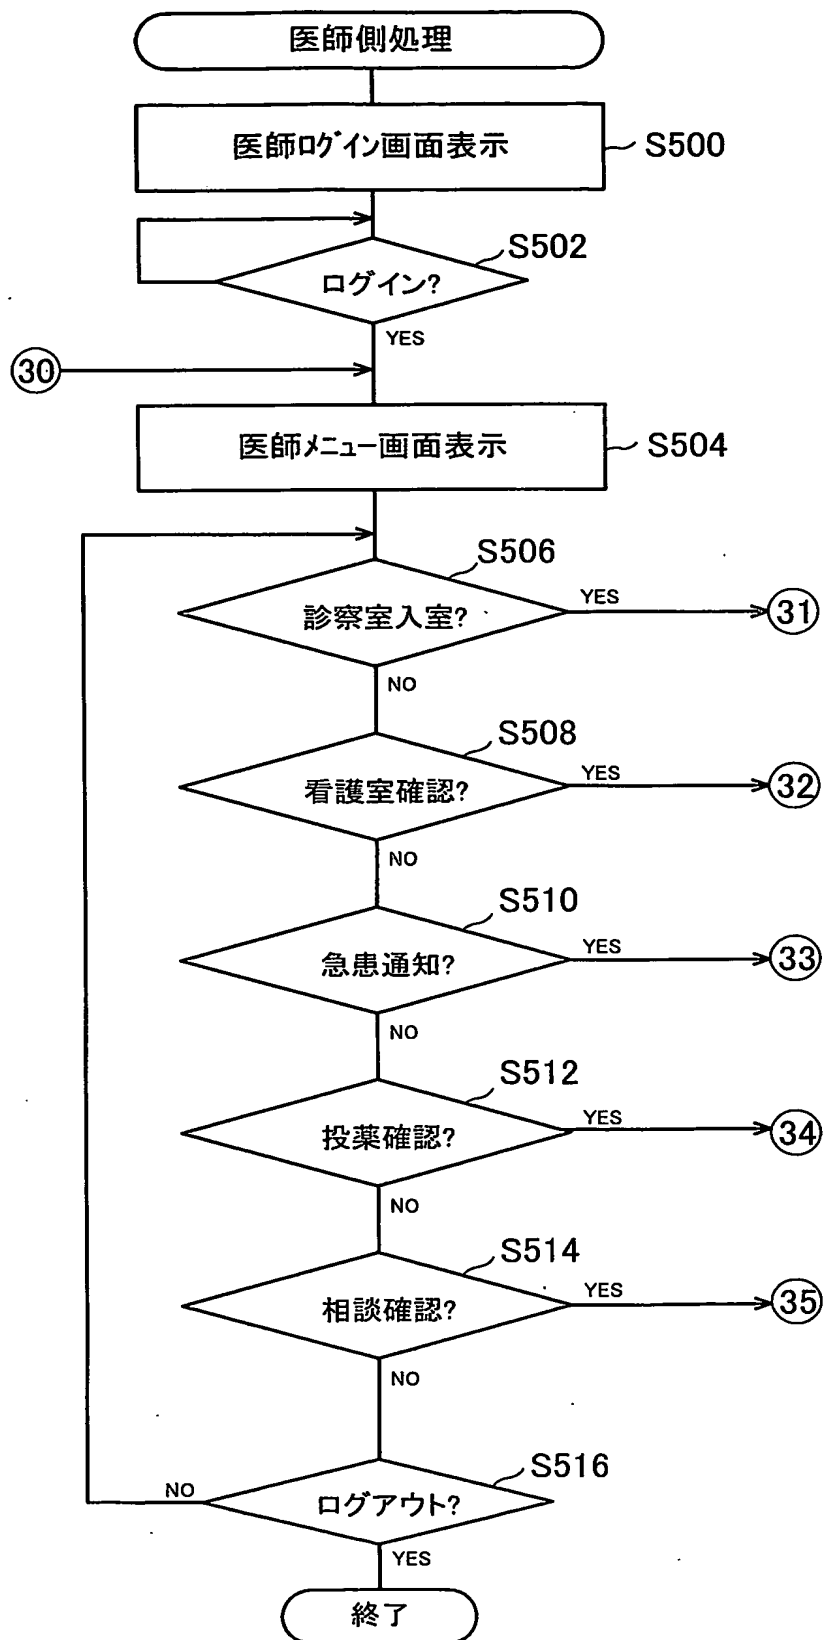 医師側処理
医師ログイン画面表示
S500
S502
ログイン?
YES
30
医師メニュー画面表示
S504
S506
診察室入室?
YES
31
NO
S508
看護室確認?
YES
32
NO
S510
急患通知?
YES
33
NO
S512
投薬確認?
YES
34
NO
S514
相談確認?
YES
35
NO
S516
NO
ログアウト?
YES
終了